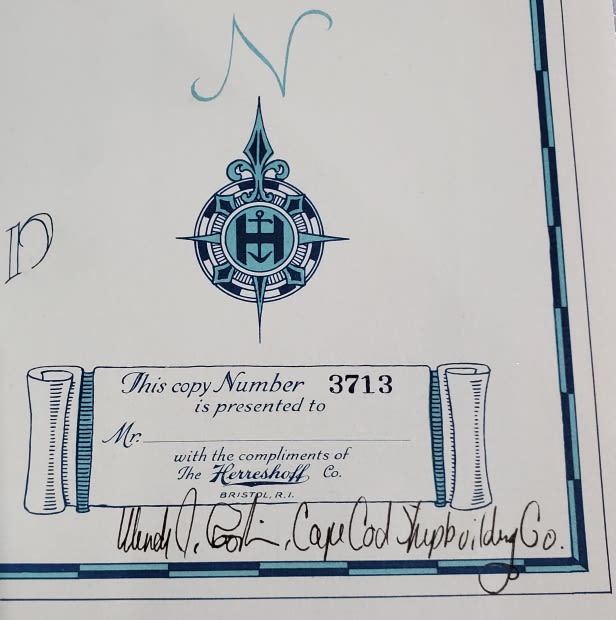 N
n
H
This copy Number 3713
is presented to
Mr.
with the compliments of
The Herreshoff Co.
BRISTOL, R.I.
Wendy J. Cape Cod Shipbuilding Co.